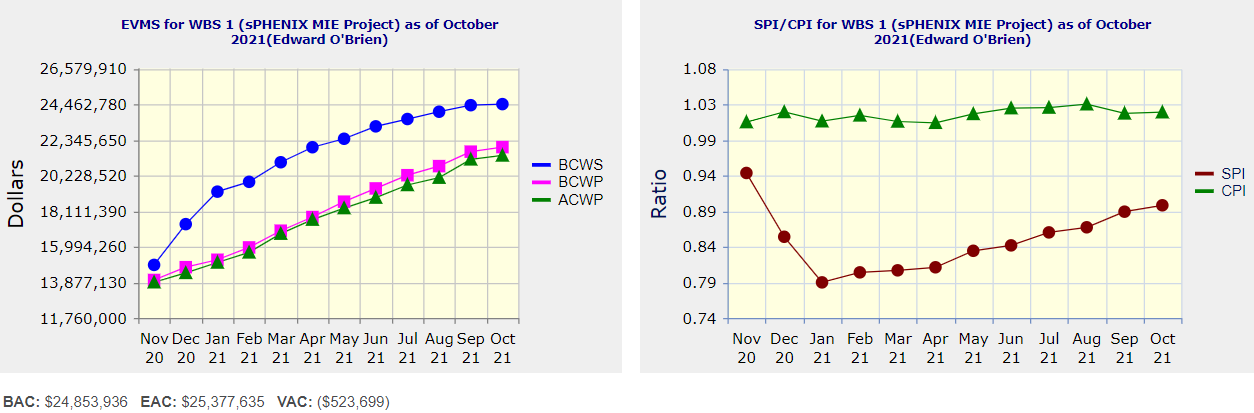 EVMS for WBS 1 (sPHENIX MIE Project) as of October
2021(Edward O'Brien)
26,579,910
24,462,780
22,345,650
20,228,520
18,111,390
15,994,260
13,877,130
11,760,000
Dollars
Nov Dec Jan Feb Mar Apr May Jun Jul Aug Sep Oct
20 20 21 21 21 21 21 21 21 21 21 21
BCWS
BCWP
ACWP
SPI/CPI for WBS 1 (sPHENIX MIE Project) as of October
2021(Edward O'Brien)
1.08
1.03
0.99
0.94
0.89
0.84
0.79
0.74
Ratio
Nov Dec Jan Feb Mar Apr May Jun Jul Aug Sep Oct
20 20 21 21 21 21 21 21 21 21 21 21
SPI
CPI
BAC: $24,853,936 EAC: $25,377,635 VAC: ($523,699)